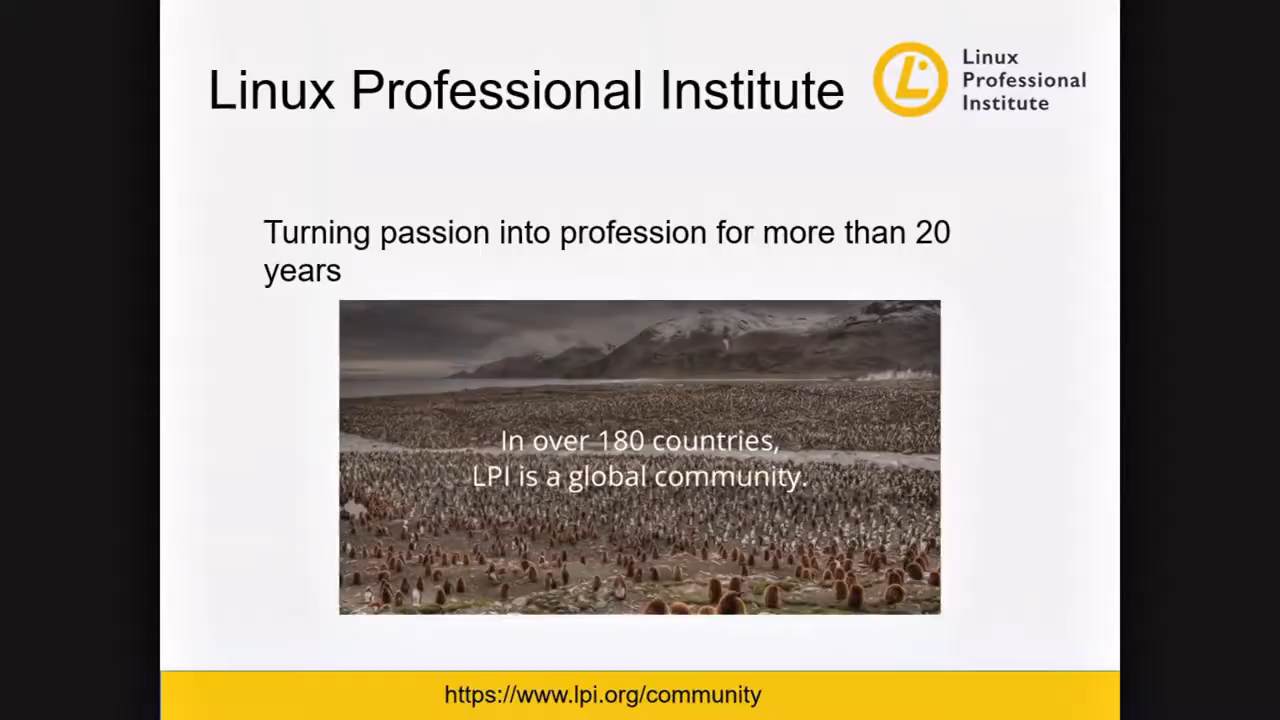 Linux Professional Institute
Linux
Professional
Institute
Turning passion into profession for more than 20
years
In over 180 countries,
LPI is a global community.
https://www.lpi.org/community